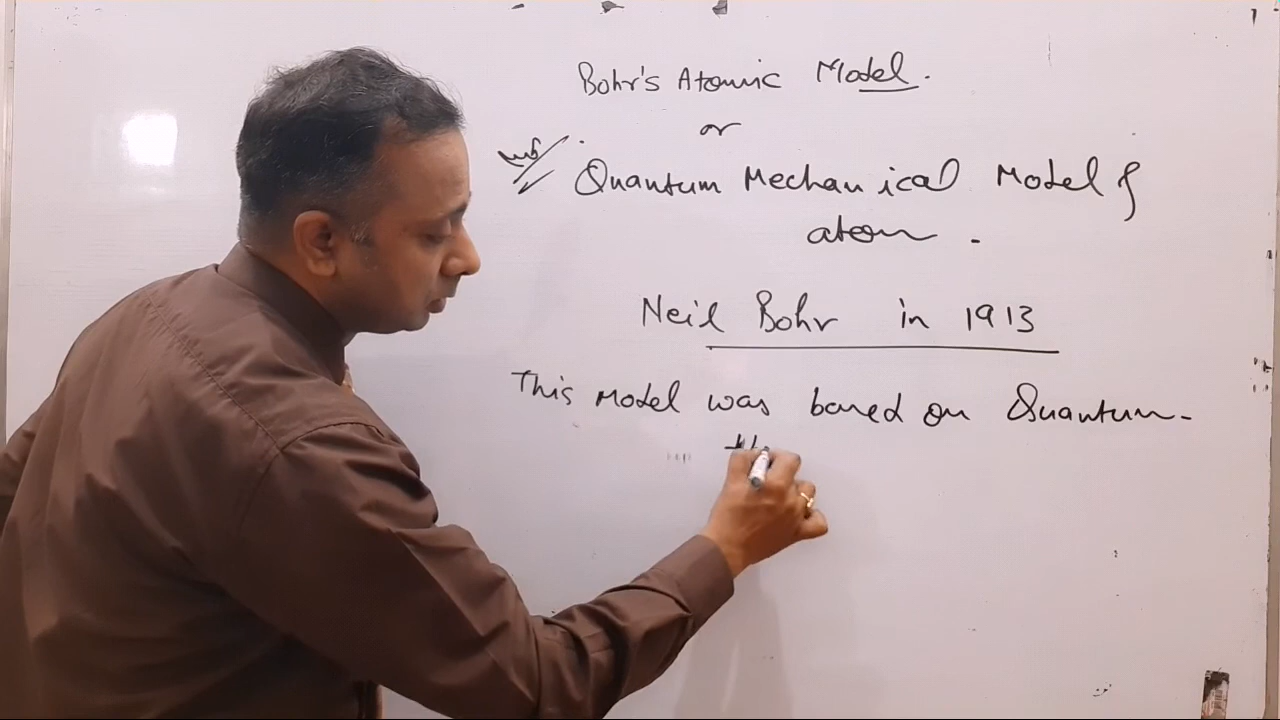 Bohr's Atomic Model.
or
Quantum Mechanical Model of
atom.
Neil Bohr in 1913
This Model was based on Quantum